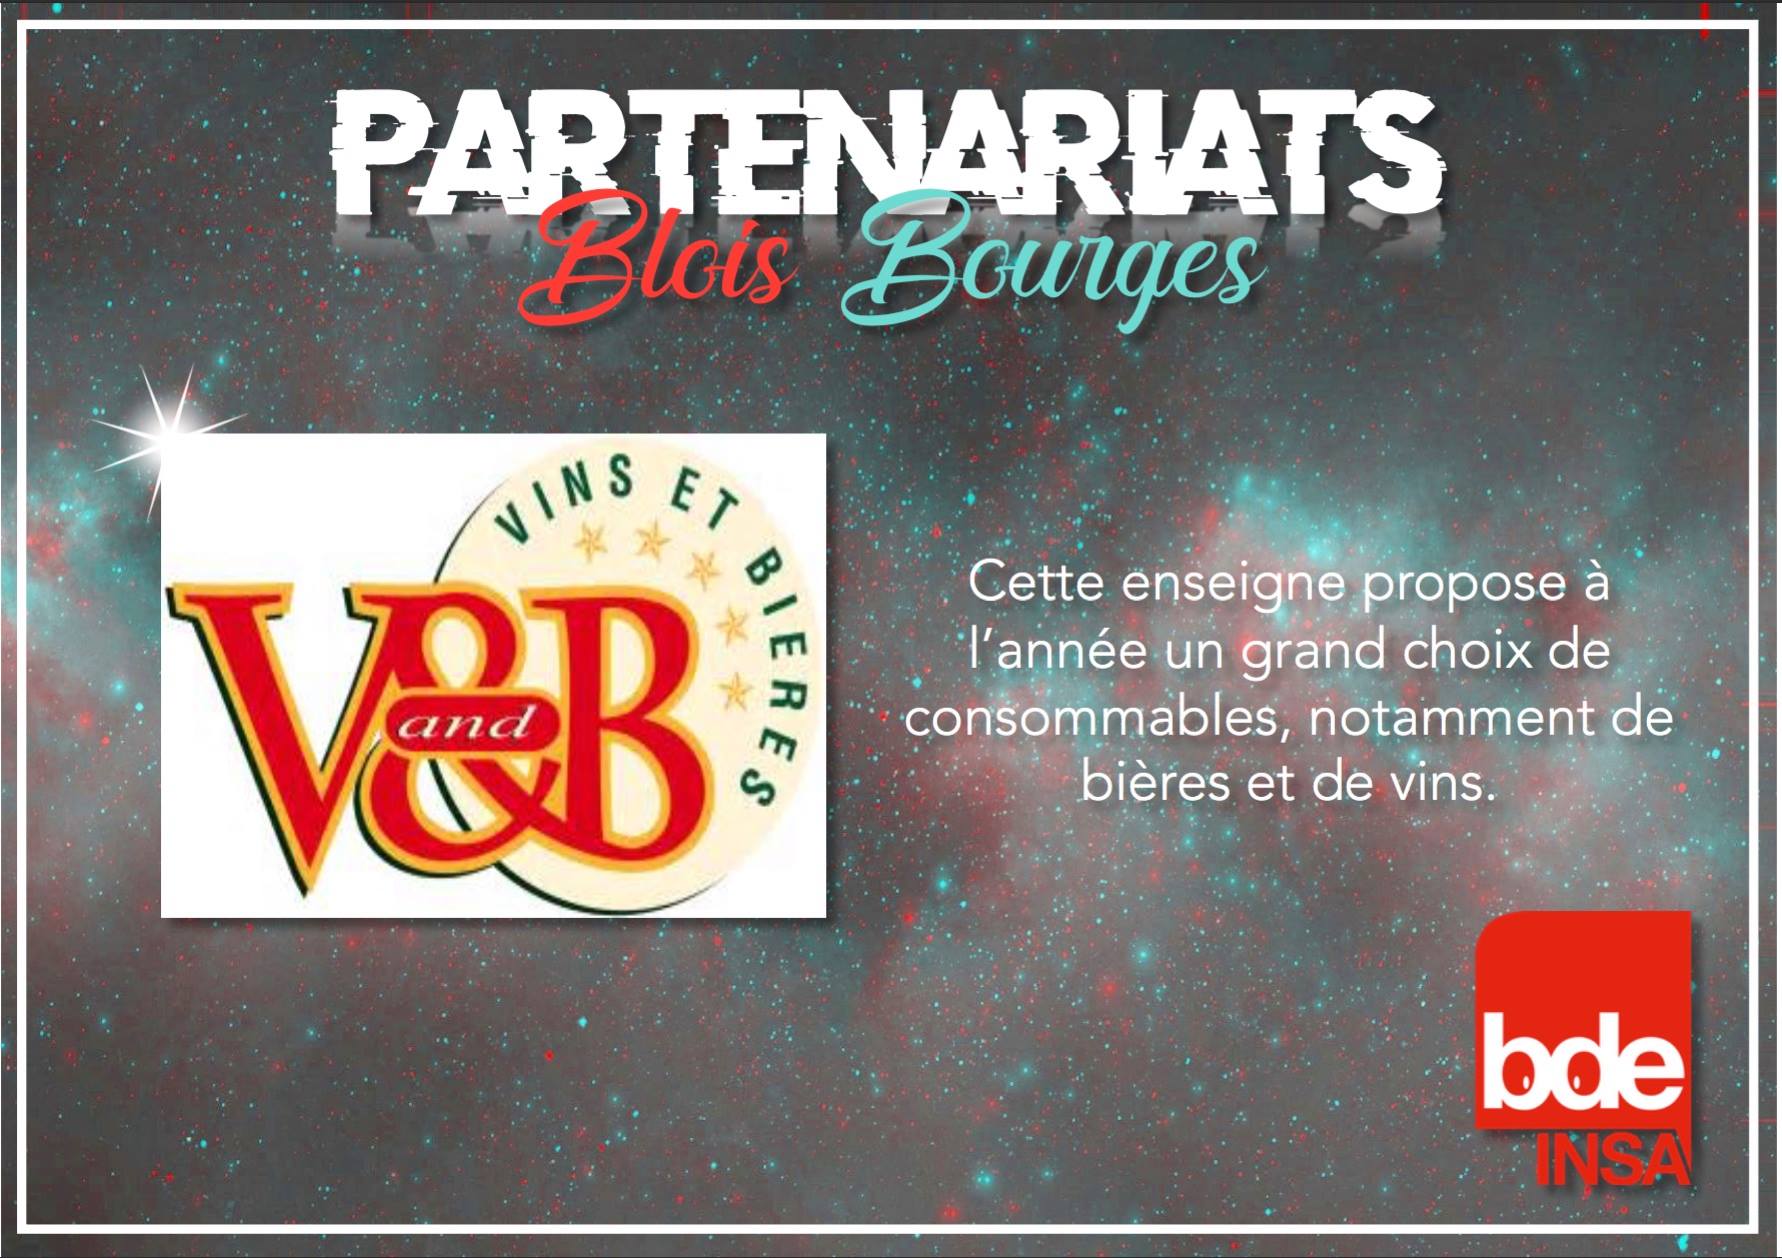 PARTENARIATS
Blois Bourges
VINS ET BIERES
V&B
and
Cette enseigne propose à
l'année un grand choix de
consommables, notamment de
bières et de vins.
bde
INSA